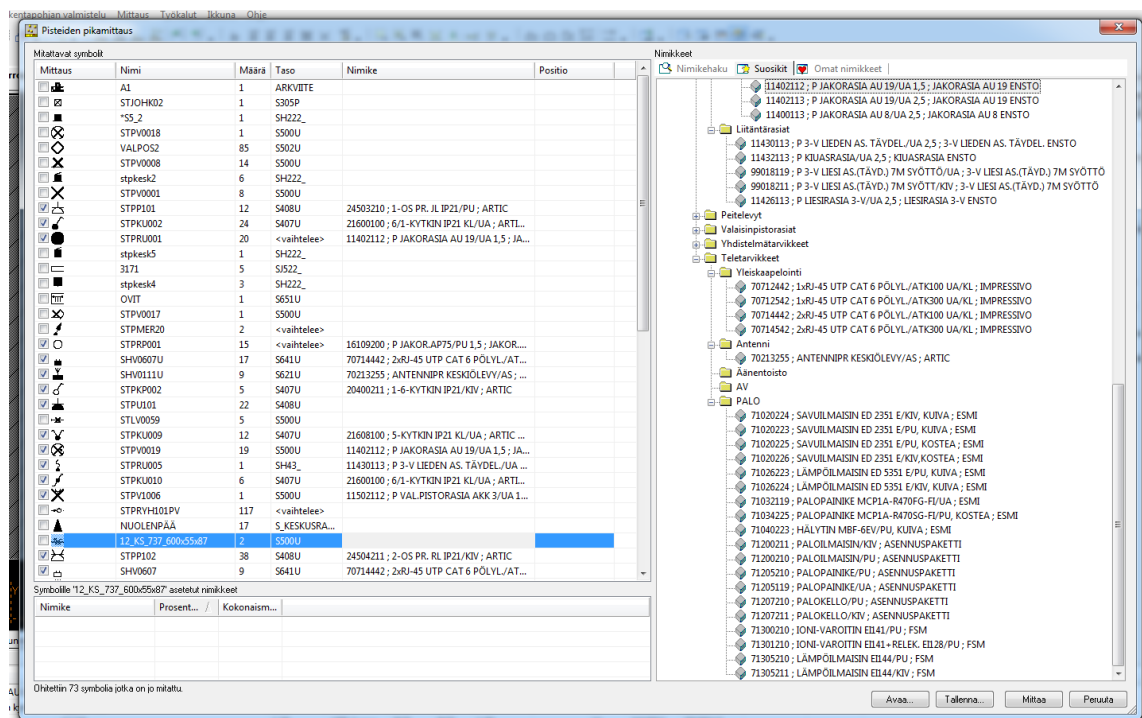 kentapohjan valmistelu Mittaus Työkalut Ikkuna Ohje
Pisteiden pikamittaus
Mitattavat symbolit
Mittaus Nimi Määrä Taso Nimike Positio
A1 1 ARKVIITE
STJOHK02 1 S305P
*S5_2 1 SH222_
STPV0018 1 S500U
VALPOS2 85 S502U
STPV0008 14 S500U
stpkesk2 6 SH222_
STPV0001 8 S500U
STPP101 12 S408U 24503210 ; 1-OS PR. JL IP21/PU ; ARTIC
STPKU002 24 S407U 21600100 ; 6/1-KYTKIN IP21 KL/UA ; ARTI...
STPRU001 20 <vaihtelee> 11402112 ; P JAKORASIA AU 19/UA 1,5 ; JA...
stpkesk5 1 SH222_
3171 5 SJ522_
stpkesk4 3 SH222_
OVIT 1 S651U
STPV0017 1 S500U
STPMER20 2 <vaihtelee>
STPRP001 15 <vaihtelee> 16109200 ; P JAKOR.AP75/PU 1,5 ; JAKOR....
SHV0607U 17 S641U 70714442 ; 2xRJ-45 UTP CAT 6 PÖLYL./AT...
SHV0111U 9 S621U 70213255 ; ANTENNIPR KESKIÖLEVY/AS ; ...
STPKP002 5 S407U 20400211 ; 1-6-KYTKIN IP21/KIV ; ARTIC
STPU101 22 S408U
STLV0059 5 S500U
STPKU009 12 S407U 21608100 ; 5-KYTKIN IP21 KL/UA ; ARTIC ...
STPV0019 19 S500U 11402112 ; P JAKORASIA AU 19/UA 1,5 ; JA...
STPRU005 1 SH43_ 11430113 ; P 3-V LIEDEN AS. TÄYDEL./UA ...
STPKU010 6 S407U 21600100 ; 6/1-KYTKIN IP21 KL/UA ; ARTI...
STPV1006 1 S500U 11502112 ; P VAL.PISTORASIA AKK 3/UA 1...
STPRYH101PV 117 <vaihtelee>
NUOLENPÄÄ 17 S_KESKUSRA...
12_KS_737_600x55x87 2 S500U
STPP102 38 S408U 24504211 ; 2-OS PR. RL IP21/KIV ; ARTIC
SHV0607 9 S641U 70714442 ; 2xRJ-45 UTP CAT 6 PÖLYL./AT...
Symbolille '12_KS_737_600x55x87' asetetut nimikkeet
Nimike Prosent... / Kokonaism...
Ohitettiin 73 symbolia jotka on jo mitattu.
Nimikkeet
Nimikehaku Suosikit Omat nimikkeet
11402112 ; P JAKORASIA AU 19/UA 1,5 ; JAKORASIA AU 19 ENSTO
11402113 ; P JAKORASIA AU 19/UA 2,5 ; JAKORASIA AU 19 ENSTO
11400113 ; P JAKORASIA AU 8/UA 2,5 ; JAKORASIA AU 8 ENSTO
Liitäntärasiat
11430113 ; P 3-V LIEDEN AS. TÄYDEL./UA 2,5 ; 3-V LIEDEN AS. TÄYDEL. ENSTO
11432113 ; P KIUASRASIA/UA 2,5 ; KIUASRASIA ENSTO
99018119 ; P 3-V LIESI AS.(TÄYD.) 7M SYÖTTÖ/UA ; 3-V LIESI AS.(TÄYD.) 7M SYÖTTÖ
99018211 ; P 3-V LIESI AS.(TÄYD.) 7M SYÖTT/KIV ; 3-V LIESI AS.(TÄYD.) 7M SYÖTTÖ
11426113 ; P LIESIRASIA 3-V/UA 2,5 ; LIESIRASIA 3-V ENSTO
Peitelevyt
Valaisinpistorasiat
Yhdistelmätarvikkeet
Teletarvikkeet
Yleiskaapelointi
70712442 ; 1xRJ-45 UTP CAT 6 PÖLYL./ATK100 UA/KL ; IMPRESSIVO
70712542 ; 1xRJ-45 UTP CAT 6 PÖLYL./ATK300 UA/KL ; IMPRESSIVO
70714442 ; 2xRJ-45 UTP CAT 6 PÖLYL./ATK100 UA/KL ; IMPRESSIVO
70714542 ; 2xRJ-45 UTP CAT 6 PÖLYL./ATK300 UA/KL ; IMPRESSIVO
Antenni
70213255 ; ANTENNIPR KESKIÖLEVY/AS ; ARTIC
Äänentoisto
AV
PALO
71020224 ; SAVUILMAISIN ED 2351 E/KIV, KUIVA ; ESMI
71020223 ; SAVUILMAISIN ED 2351 E/PU, KUIVA ; ESMI
71020225 ; SAVUILMAISIN ED 2351 E/PU, KOSTEA ; ESMI
71020226 ; SAVUILMAISIN ED 2351 E/KIV,KOSTEA ; ESMI
71026223 ; LÄMPÖILMAISIN ED 5351 E/PU, KUIVA ; ESMI
71026224 ; LÄMPÖILMAISIN ED 5351 E/KIV, KUIVA ; ESMI
71032119 ; PALOPAINIKE MCP1A-R470FG-FI/UA ; ESMI
71034225 ; PALOPAINIKE MCP1A-R470SG-FI/PU, KOSTEA ; ESMI
71040223 ; HÄLYTIN MBF-6EV/PU, KUIVA ; ESMI
71200211 ; PALOILMAISIN/KIV ; ASENNUSPAKETTI
71200210 ; PALOILMAISIN/PU ; ASENNUSPAKETTI
71205210 ; PALOPAINIKE/PU ; ASENNUSPAKETTI
71205119 ; PALOPAINIKE/UA ; ASENNUSPAKETTI
71207210 ; PALOKELLO/PU ; ASENNUSPAKETTI
71207211 ; PALOKELLO/KIV ; ASENNUSPAKETTI
71300210 ; IONI-VAROITIN EI141/PU ; FSM
71301210 ; IONI-VAROITIN EI141+RELEK. EI128/PU ; FSM
71305210 ; LÄMPÖILMAISIN EI144/PU ; FSM
71305211 ; LÄMPÖILMAISIN EI144/KIV ; FSM
Avaa... Tallenna... Mittaa Peruuta